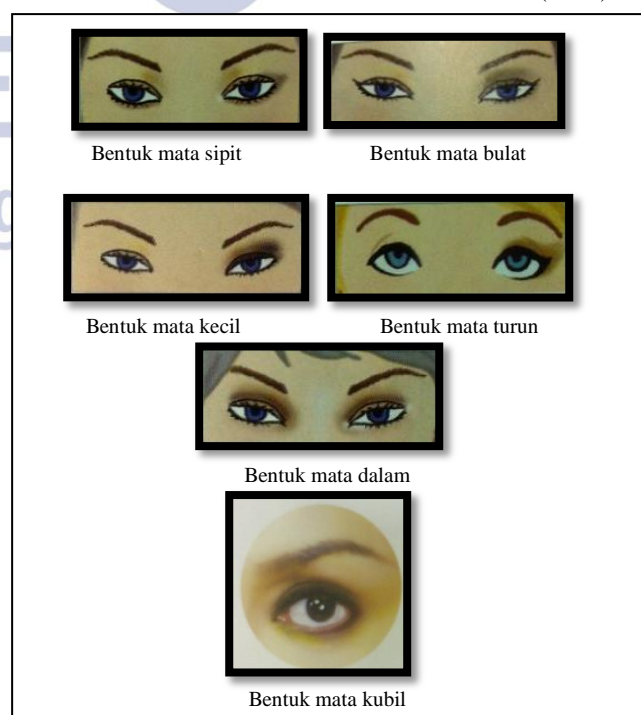 Bentuk mata sipit
Bentuk mata bulat
Bentuk mata kecil
Bentuk mata turun
Bentuk mata dalam
Bentuk mata kubil